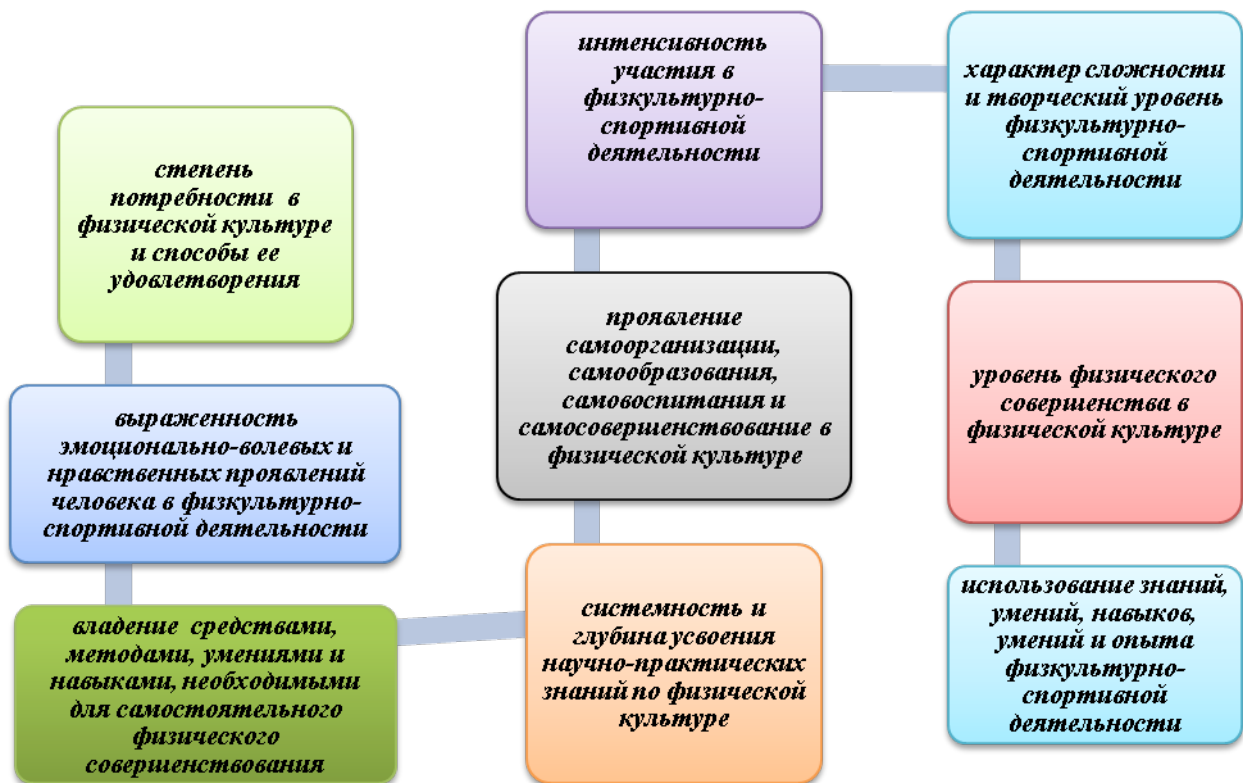 степень
потребности в
физической культуре
и способы ее
удовлетворения
выраженность
эмоционально-волевых и
нравственных проявлений
человека в физкультурно-
спортивной деятельности
владение средствами,
методами, умениями и
навыками, необходимыми
для самостоятельного
физического
совершенствования
системность и
глубина усвоения
научно-практических
знаний по физической
культуре
проявление
самоорганизации,
самообразования,
самовоспитания и
самосовершенствование в
физической культуре
интенсивность
участия в
физкультурно-
спортивной
деятельности
характер сложности
и творческий уровень
физкультурно-
спортивной
деятельности
уровень физического
совершенства в
физической культуре
использование знаний,
умений, навыков,
умений и опыта
физкультурно-
спортивной
деятельности